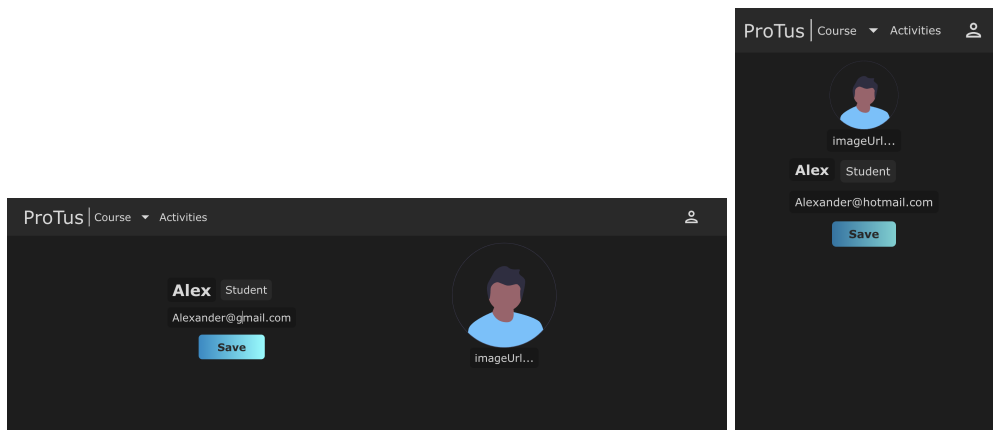 ProTus Course Activities
Alex Student
Alexander@gmail.com
Save
imageUrl...
ProTus Course Activities
imageUrl...
Alex Student
Alexander@hotmail.com
Save